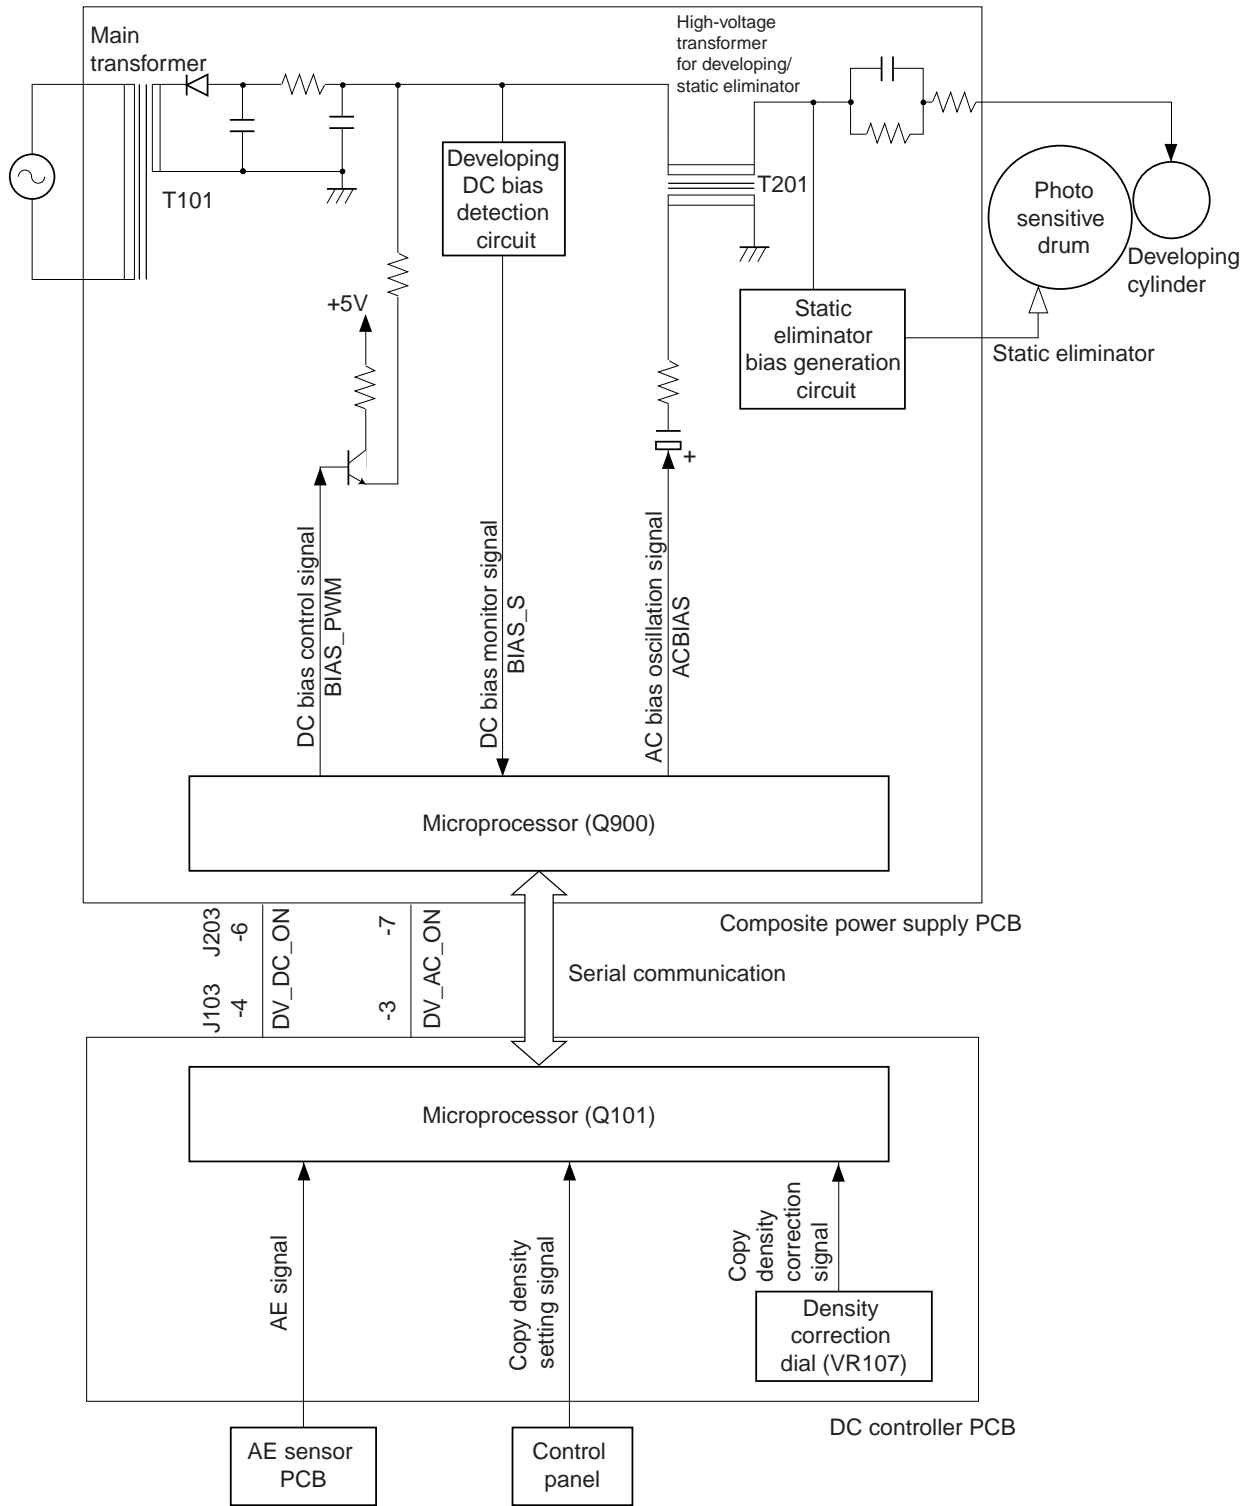 Main
transformer
High-voltage
transformer
for developing/
static eliminator
T101
Developing
DC bias
detection
circuit
T201
Photo
sensitive
drum
Developing
cylinder
+5V
Static
eliminator
bias generation
circuit
Static eliminator
+
DC bias control signal
BIAS_PWM
DC bias monitor signal
BIAS_S
AC bias oscillation signal
ACBIAS
Microprocessor (Q900)
Composite power supply PCB
J203
-6
J103
-4
DV_DC_ON
-7
-3
DV_AC_ON
Serial communication
Microprocessor (Q101)
AE signal
Copy density
setting signal
Copy
density
correction
signal
Density
correction
dial (VR107)
DC controller PCB
AE sensor
PCB
Control
panel